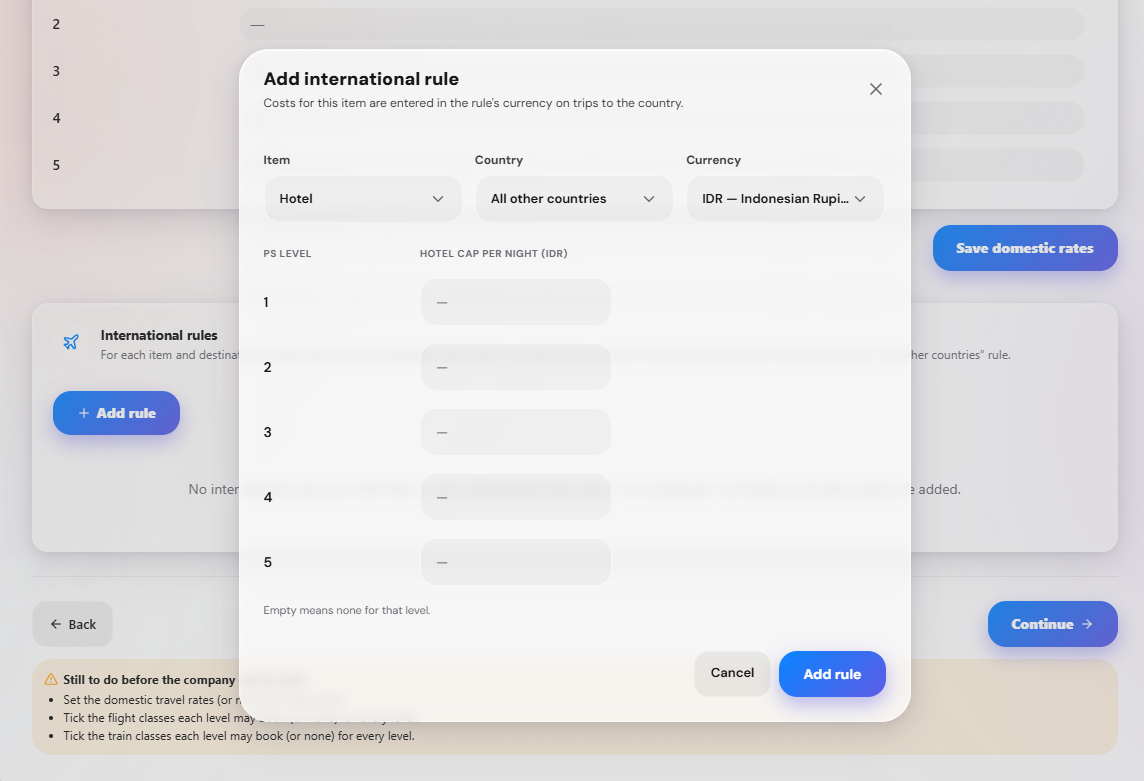 2 —
3
4
5
Add international rule
Costs for this item are entered in the rule's currency on trips to the country.
Item Country Currency
Hotel All other countries IDR — Indonesian Rupi...
PS LEVEL HOTEL CAP PER NIGHT (IDR)
1 —
2 —
3 —
4 —
5 —
Empty means none for that level.
Cancel Add rule
Save domestic rates
International rules
For each item and destinat
her countries" rule.
+ Add rule
No inter
e added.
← Back
Continue →
Still to do before the company
Set the domestic travel rates (or
Tick the flight classes each level may
Tick the train classes each level may book (or none) for every level.